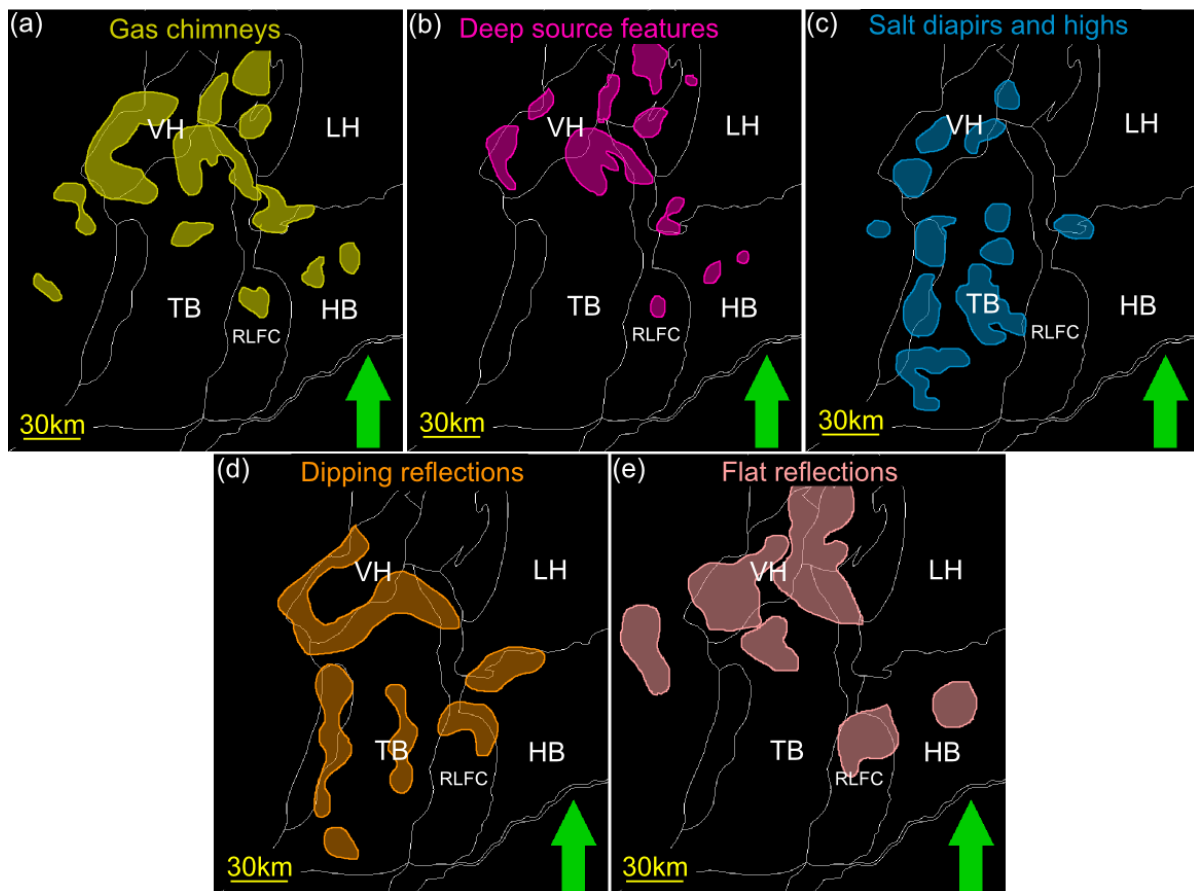 (a) Gas chimneys
VH
LH
TB
HB
RLFC
30km
(b) Deep source features
VH
LH
TB
HB
RLFC
30km
(c) Salt diapirs and highs
VH
LH
TB
HB
RLFC
30km
(d) Dipping reflections
VH
LH
TB
HB
RLFC
30km
(e) Flat reflections
VH
LH
TB
HB
RLFC
30km